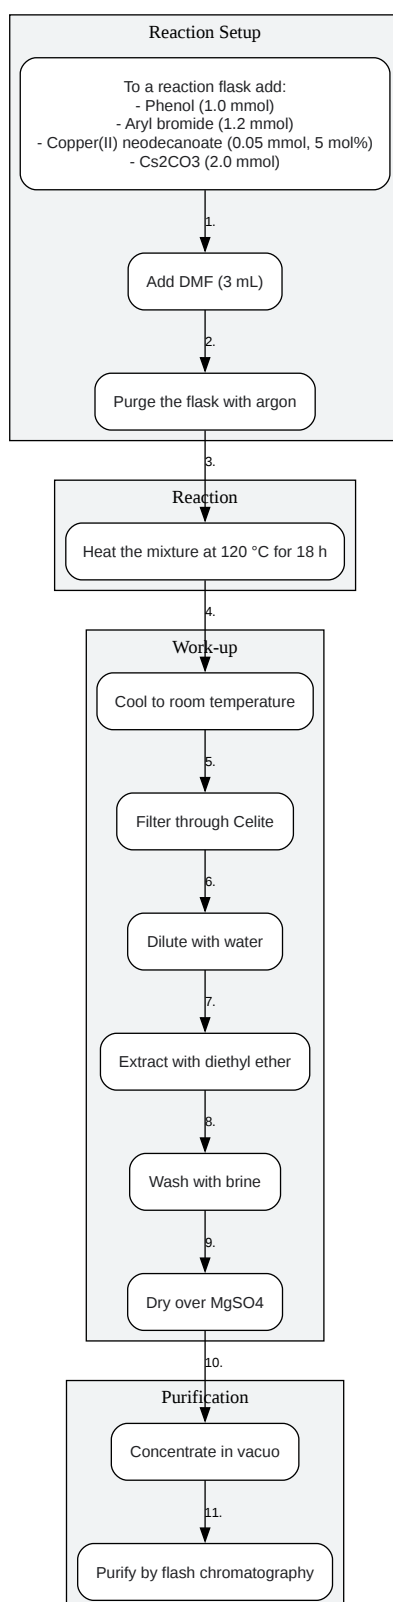 Reaction Setup
To a reaction flask add:
- Phenol (1.0 mmol)
- Aryl bromide (1.2 mmol)
- Copper(II) neodecanoate (0.05 mmol, 5 mol%)
- Cs2CO3 (2.0 mmol)
1.
Add DMF (3 mL)
2.
Purge the flask with argon
3.
Reaction
Heat the mixture at 120 °C for 18 h
4.
Work-up
Cool to room temperature
5.
Filter through Celite
6.
Dilute with water
7.
Extract with diethyl ether
8.
Wash with brine
9.
Dry over MgSO4
10.
Purification
Concentrate in vacuo
11.
Purify by flash chromatography